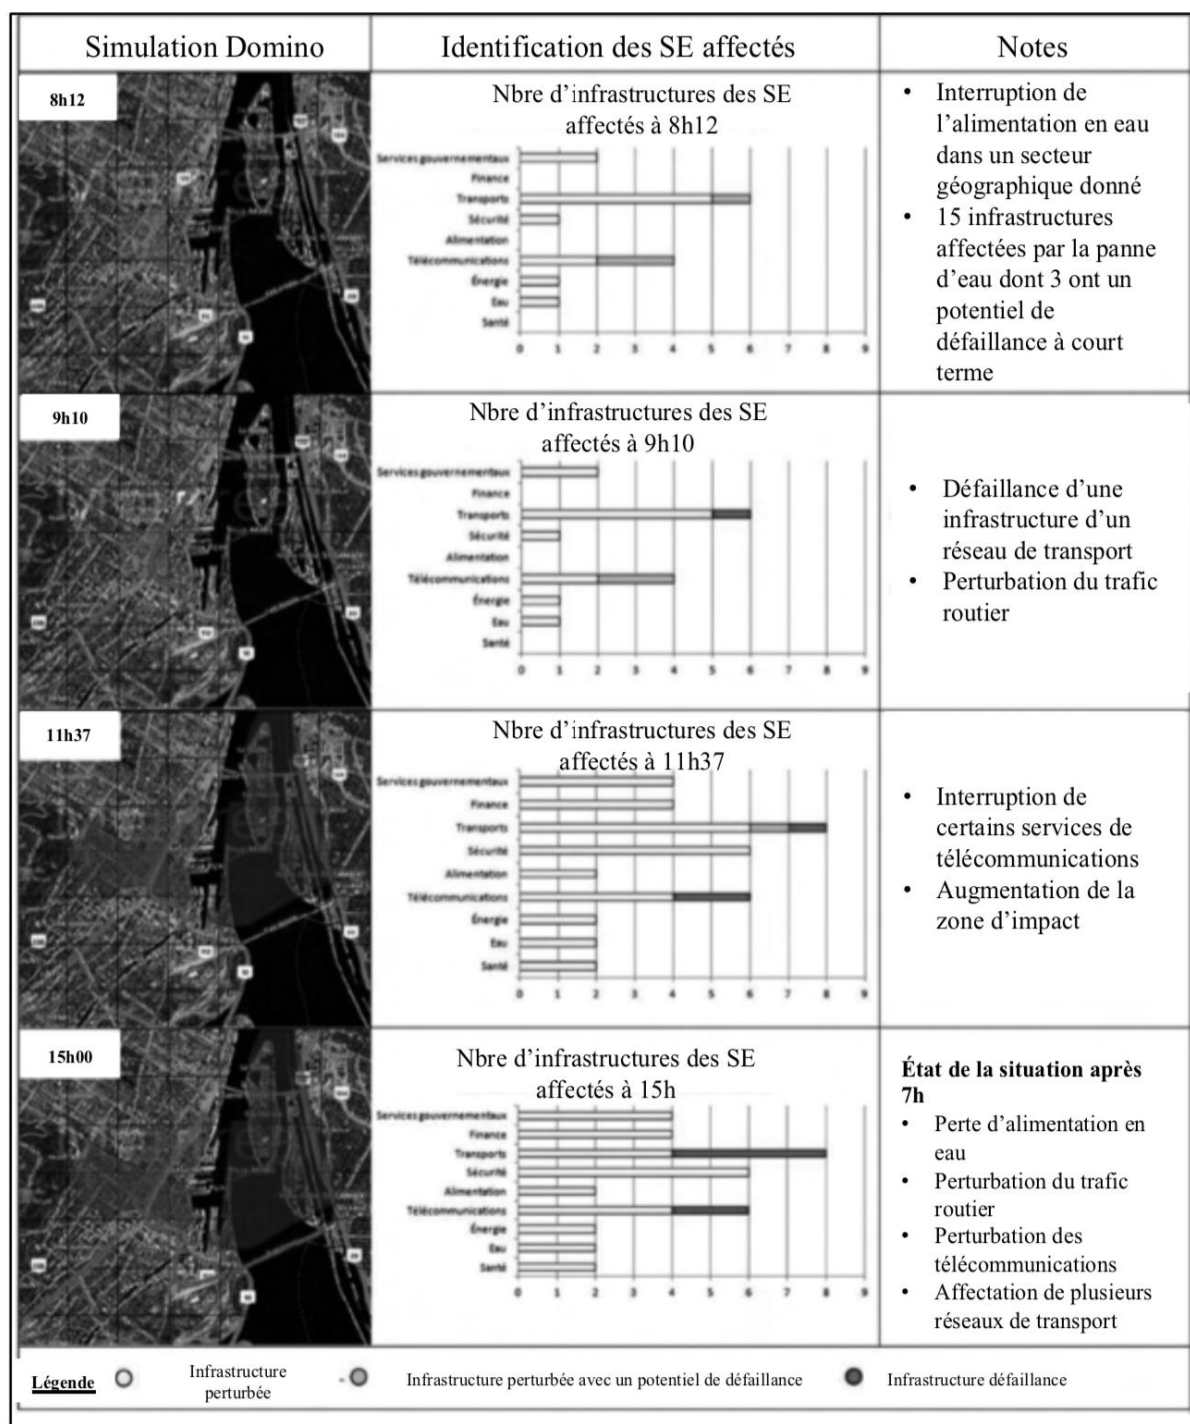 Simulation Domino
Identification des SE affectés
Notes
8h12
Nbre d'infrastructures des SE
affectés à 8h12
Services gouvernementaux
Finance
Transports
Sécurité
Alimentation
Télécommunications
Énergie
Eau
Santé
0 1 2 3 4 5 6 7 8 9
• Interruption de
l'alimentation en eau
dans un secteur
géographique donné
• 15 infrastructures
affectées par la panne
d'eau dont 3 ont un
potentiel de
défaillance à court
terme
9h10
Nbre d'infrastructures des SE
affectés à 9h10
Services gouvernementaux
Finance
Transports
Sécurité
Alimentation
Télécommunications
Énergie
Eau
Santé
0 1 2 3 4 5 6 7 8 9
• Défaillance d'une
infrastructure d'un
réseau de transport
• Perturbation du trafic
routier
11h37
Nbre d'infrastructures des SE
affectés à 11h37
Services gouvernementaux
Finance
Transports
Sécurité
Alimentation
Télécommunications
Énergie
Eau
Santé
0 1 2 3 4 5 6 7 8 9
• Interruption de
certains services de
télécommunications
• Augmentation de la
zone d'impact
15h00
Nbre d'infrastructures des SE
affectés à 15h
Services gouvernementaux
Finance
Transports
Sécurité
Alimentation
Télécommunications
Énergie
Eau
Santé
0 1 2 3 4 5 6 7 8 9
État de la situation après
7h
• Perte d'alimentation en
eau
• Perturbation du trafic
routier
• Perturbation des
télécommunications
• Affectation de plusieurs
réseaux de transport
Légende
Infrastructure
perturbée
Infrastructure perturbée avec un potentiel de défaillance
Infrastructure défaillance